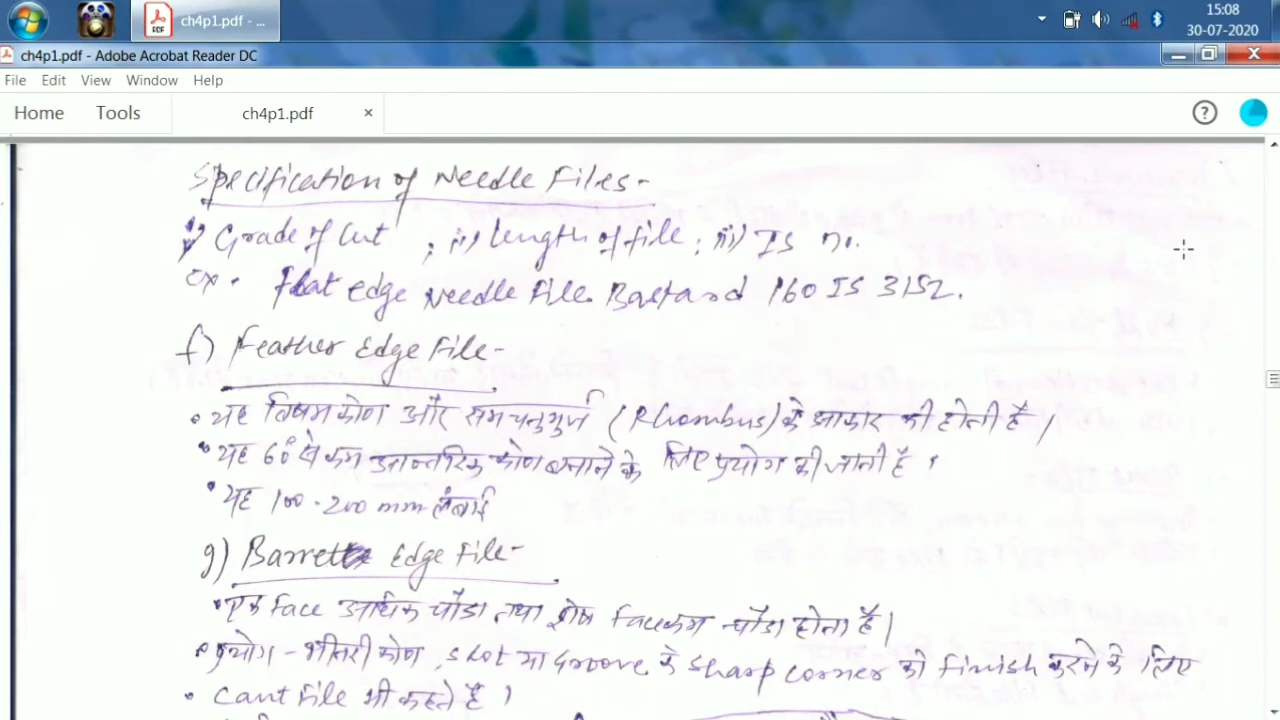 15:08
ch4p1.pdf - ...
30-07-2020
ch4p1.pdf - Adobe Acrobat Reader DC
File Edit View Window Help
Home Tools ch4p1.pdf ×
Specification of Needle Files-
i) Grade of Cut ; ii) length of file ; iii) IS no.
ex. flat edge Needle File Bastard 160 IS 3152.
f) Feather Edge File-
• यह विषमकोण और समचतुर्भुज (Rhombus) के आकार की होती है।
• यह 60° से कम आन्तरिक कोण बनाने के लिए प्रयोग की जाती है।
• यह 100-200 mm लंबाई
g) Barrett Edge File-
• एक Face अधिक चौडा तथा शेष Face कम चौडा होता है।
• प्रयोग - भीतरी कोण, slot या Groove के sharp corner को finish करने के लिए
• Cant File भी कहते है।